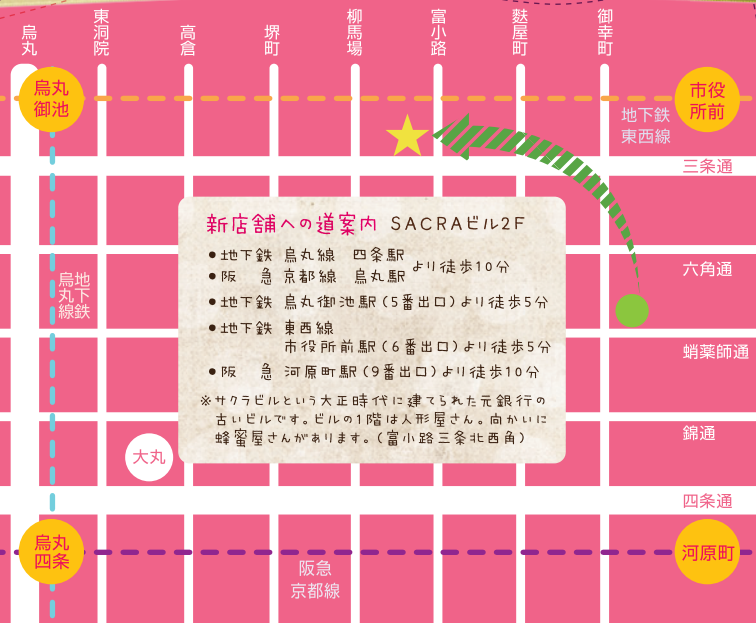 烏丸
東洞院
高倉
堺町
柳馬場
富小路
麩屋町
御幸町
烏丸
御池
市役
所前
地下鉄
東西線
三条通
新店舗への道案内 SACRAビル2F
●地下鉄 烏丸線 四条駅
●阪 急 京都線 烏丸駅
より徒歩10分
●地下鉄 烏丸御池駅(5番出口)より徒歩5分
●地下鉄 東西線
市役所前駅(6番出口)より徒歩5分
●阪 急 河原町駅(9番出口)より徒歩10分
※サクラビルという大正時代に建てられた元銀行の
古いビルです。ビルの1階は人形屋さん。向かいに
蜂蜜屋さんがあります。(富小路三条北西角)
六角通
地下鉄
烏丸線
蛸薬師通
錦通
大丸
四条通
烏丸
四条
河原町
阪急
京都線